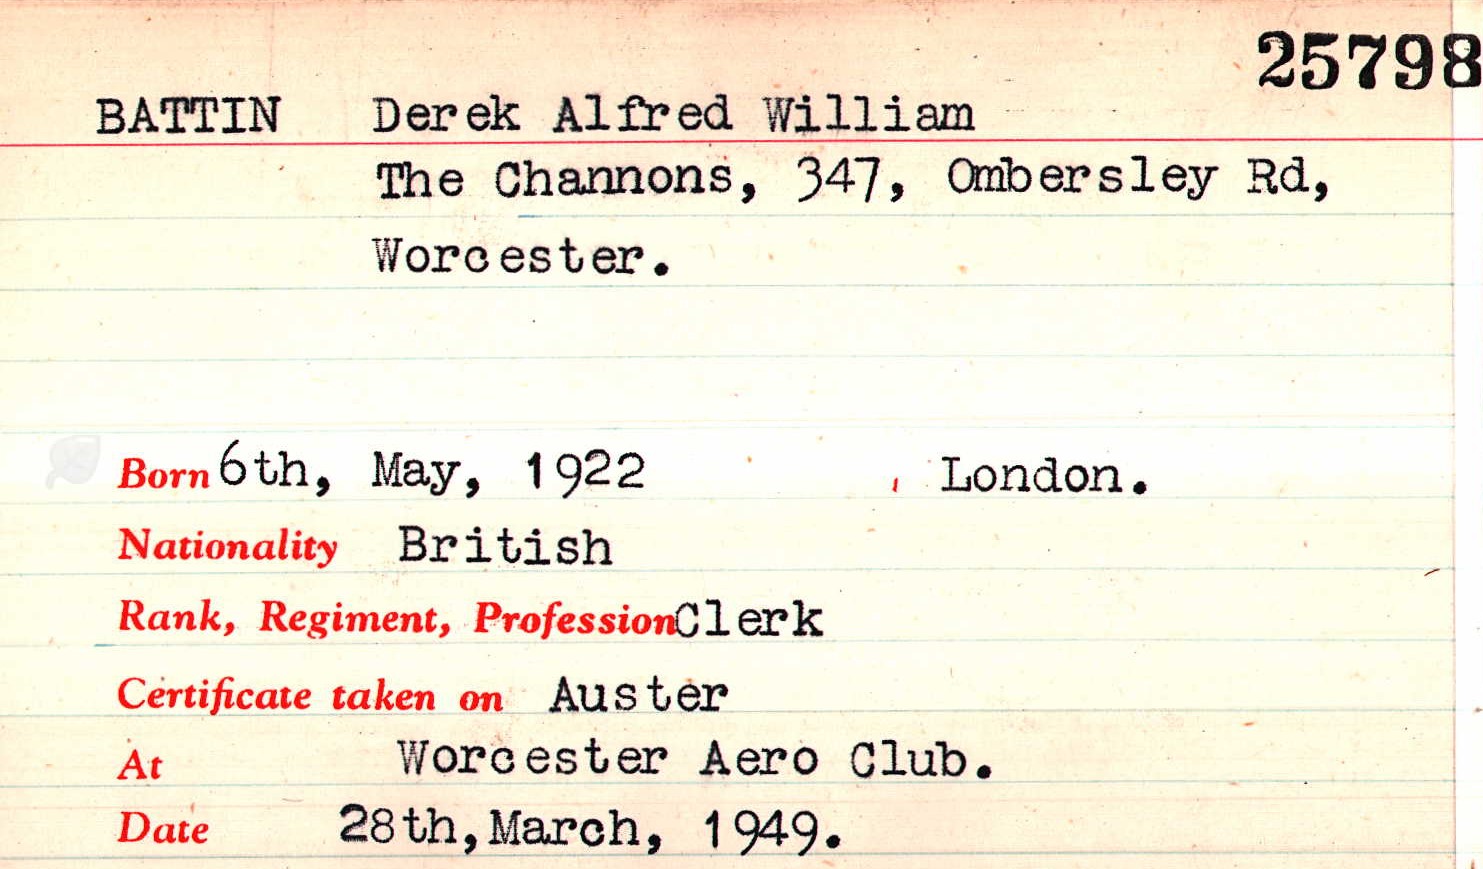 25798
BATTIN Derek Alfred William
The Channons, 347, Ombersley Rd,
Worcester.
Born 6th, May, 1922 , London.
Nationality British
Rank, Regiment, Profession Clerk
Certificate taken on Auster
At Worcester Aero Club.
Date 28th, March, 1949.